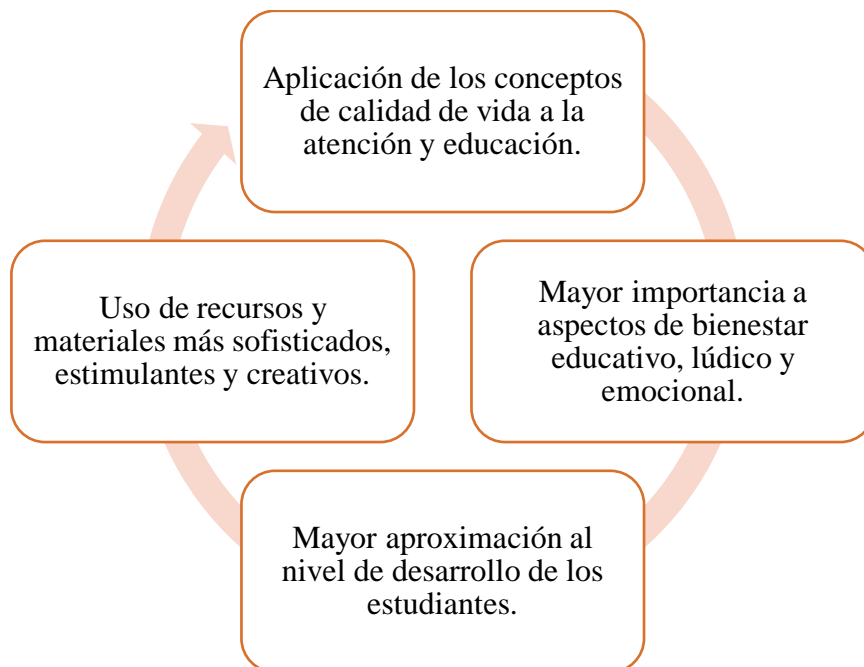 Aplicación de los conceptos
de calidad de vida a la
atención y educación.
Mayor importancia a
aspectos de bienestar
educativo, lúdico y
emocional.
Mayor aproximación al
nivel de desarrollo de los
estudiantes.
Uso de recursos y
materiales más sofisticados,
estimulantes y creativos.